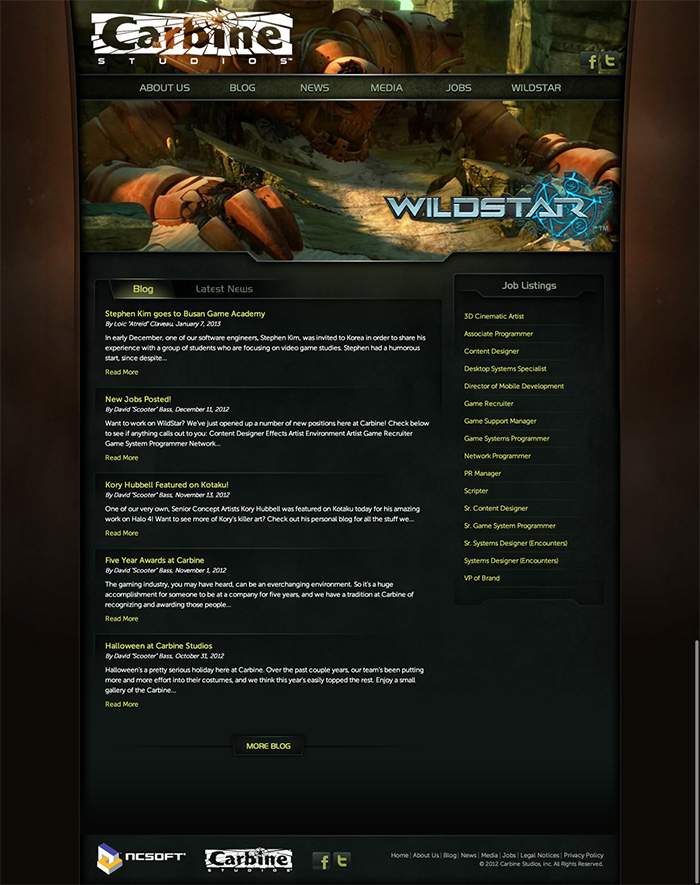 Carbine
STUDIOS™
f t
ABOUT US BLOG NEWS MEDIA JOBS WILDSTAR
WILDSTAR™
Blog Latest News
Stephen Kim goes to Busan Game Academy
By Loic "Atreid" Claveau, January 7, 2013
In early December, one of our software engineers, Stephen Kim, was invited to Korea in order to share his
experience with a group of students who are focusing on video game studies. Stephen had a humorous
start, since despite...
Read More
New Jobs Posted!
By David "Scooter" Bass, December 11, 2012
Want to work on WildStar? We've just opened up a number of new positions here at Carbine! Check below
to see if anything calls out to you: Content Designer Effects Artist Environment Artist Game Recruiter
Game System Programmer Network...
Read More
Kory Hubbell Featured on Kotaku!
By David "Scooter" Bass, November 13, 2012
One of our very own, Senior Concept Artists Kory Hubbell was featured on Kotaku today for his amazing
work on Halo 4! Want to see more of Kory's killer art? Check out his personal blog for all the stuff we...
Read More
Five Year Awards at Carbine
By David "Scooter" Bass, November 1, 2012
The gaming industry, you may have heard, can be an everchanging environment. So it's a huge
accomplishment for someone to be at a company for five years, and we have a tradition at Carbine of
recognizing and awarding those people...
Read More
Halloween at Carbine Studios
By David "Scooter" Bass, October 31, 2012
Halloween's a pretty serious holiday here at Carbine. Over the past couple years, our team's been putting
more and more effort into their costumes, and we think this year's easily topped the rest. Enjoy a small
gallery of the Carbine...
Read More
MORE BLOG
Job Listings
3D Cinematic Artist
Associate Programmer
Content Designer
Desktop Systems Specialist
Director of Mobile Development
Game Recruiter
Game Support Manager
Game Systems Programmer
Network Programmer
PR Manager
Scripter
Sr. Content Designer
Sr. Game System Programmer
Sr. Systems Designer (Encounters)
Systems Designer (Encounters)
VP of Brand
NCSOFT®
Carbine
STUDIOS
f t
Home | About Us | Blog | News | Media | Jobs | Legal Notices | Privacy Policy
© 2012 Carbine Studios, Inc. All Rights Reserved.